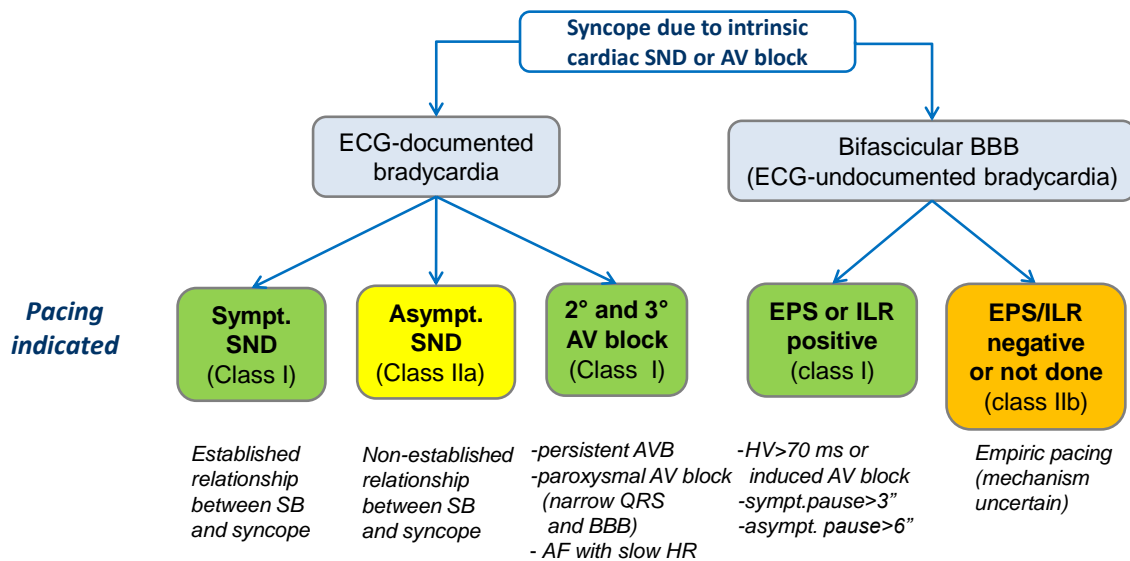 Syncope due to intrinsic
cardiac SND or AV block
ECG-documented
bradycardia
Bifascicular BBB
(ECG-undocumented bradycardia)
Pacing
indicated
Sympt.
SND
(Class I)
Asympt.
SND
(Class IIa)
2° and 3°
AV block
(Class I)
EPS or ILR
positive
(class I)
EPS/ILR
negative
or not done
(class IIb)
Established
relationship
between SB
and syncope
Non-established
relationship
between SB
and syncope
-persistent AVB
-paroxysmal AV block
(narrow QRS
and BBB)
- AF with slow HR
-HV>70 ms or
induced AV block
-sympt.pause>3”
-asympt. pause>6”
Empiric pacing
(mechanism
uncertain)